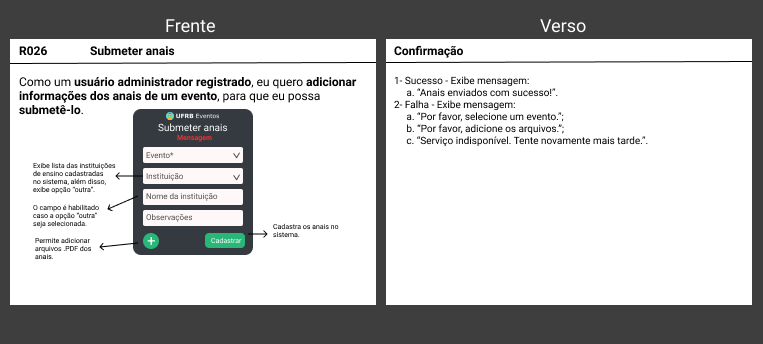 Frente
R026 Submeter anais
Como um usuário administrador registrado, eu quero adicionar
informações dos anais de um evento, para que eu possa
submetê-lo.
UFRB Eventos
Submeter anais
Mensagem
Evento*
Instituição
Nome da instituição
Observações
+
Cadastrar
Exibe lista das instituições
de ensino cadastradas
no sistema, além disso,
exibe opção "outra".
O campo é habilitado
caso a opção "outra"
seja selecionada.
Permite adicionar
arquivos .PDF dos
anais.
Cadastra os anais no
sistema.
Verso
Confirmação
1- Sucesso - Exibe mensagem:
a. “Anais enviados com sucesso!”.
2- Falha - Exibe mensagem:
a. “Por favor, selecione um evento.”;
b. “Por favor, adicione os arquivos.”;
c. “Serviço indisponível. Tente novamente mais tarde.”.